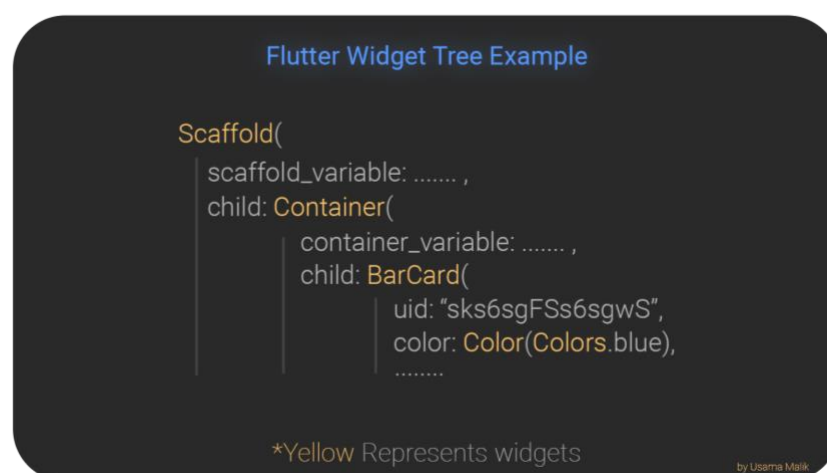 Flutter Widget Tree Example
Scaffold(
scaffold_variable: ....... ,
child: Container(
container_variable: ....... ,
child: BarCard(
uid: “sks6sgFSs6sgwS”,
color: Color(Colors.blue),
........
*Yellow Represents widgets
by Usama Malik